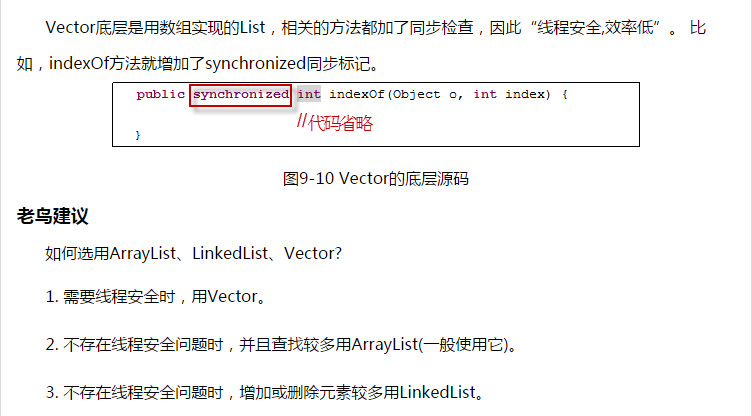 Vector底层是用数组实现的List，相关的方法都加了同步检查，因此“线程安全,效率低”。 比
如，indexOf方法就增加了synchronized同步标记。
public synchronized int indexOf(Object o, int index) {
//代码省略
}
图9-10 Vector的底层源码
老鸟建议
如何选用ArrayList、LinkedList、Vector?
1. 需要线程安全时，用Vector。
2. 不存在线程安全问题时，并且查找较多用ArrayList(一般使用它)。
3. 不存在线程安全问题时，增加或删除元素较多用LinkedList。